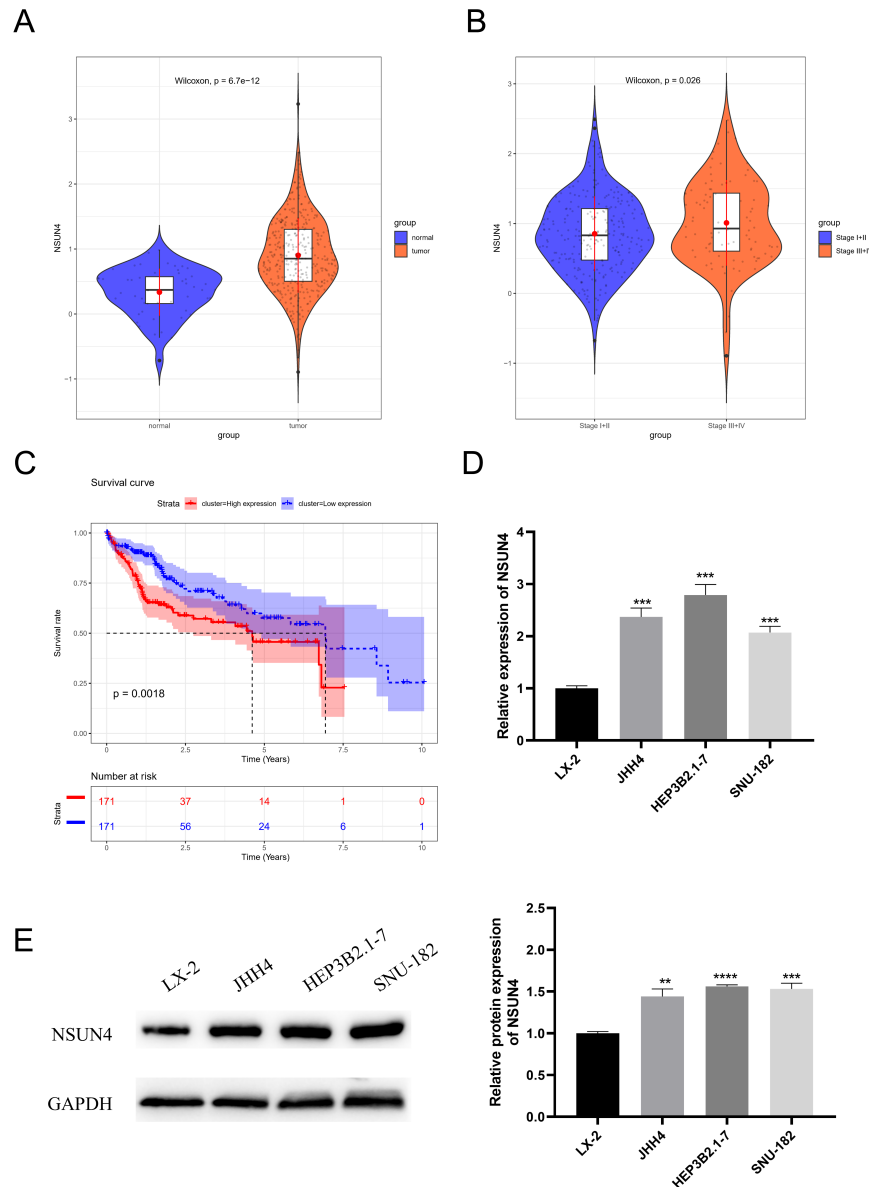 A
Wilcoxon, p = 6.7e−12
3
2
1
0
−1
NSUN4
normal
tumor
group
group
normal
tumor
B
Wilcoxon, p = 0.026
3
2
1
0
−1
NSUN4
Stage I+II
Stage III+IV
group
group
Stage I+II
Stage III+I
C
Survival curve
Strata cluster=High expression cluster=Low expression
1.00
0.75
0.50
0.25
0.00
Survival rate
p = 0.0018
0 2.5 5 7.5 10
Time (Years)
Number at risk
Strata
171 37 14 1 0
171 56 24 6 1
0 2.5 5 7.5 10
Time (Years)
D
Relative expression of NSUN4
4
3
2
1
0
*** *** ***
LX-2 JHH4 HEP3B2.1-7 SNU-182
E
LX-2 JHH4 HEP3B2.1-7 SNU-182
NSUN4
GAPDH
Relative protein expression
of NSUN4
2.5
2.0
1.5
1.0
0.5
0.0
** **** ***
LX-2 JHH4 HEP3B2.1-7 SNU-182